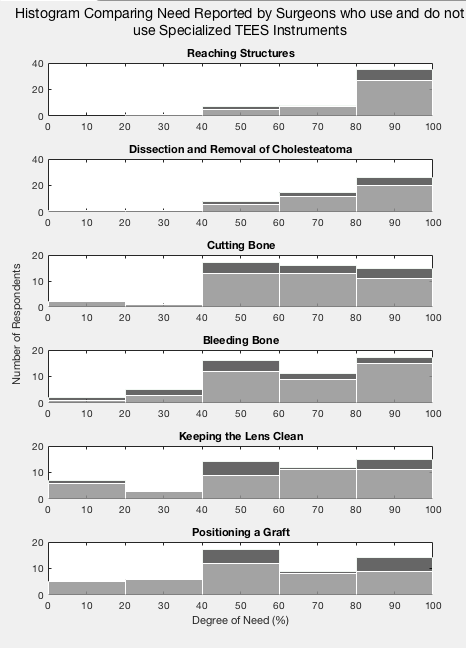 Histogram Comparing Need Reported by Surgeons who use and do not
use Specialized TEES Instruments
Reaching Structures
40
20
0
0 10 20 30 40 50 60 70 80 90 100
Dissection and Removal of Cholesteatoma
40
20
0
0 10 20 30 40 50 60 70 80 90 100
Cutting Bone
20
10
0
0 10 20 30 40 50 60 70 80 90 100
Number of Respondents
Bleeding Bone
20
10
0
0 10 20 30 40 50 60 70 80 90 100
Keeping the Lens Clean
20
10
0
0 10 20 30 40 50 60 70 80 90 100
Positioning a Graft
20
10
0
0 10 20 30 40 50 60 70 80 90 100
Degree of Need (%)